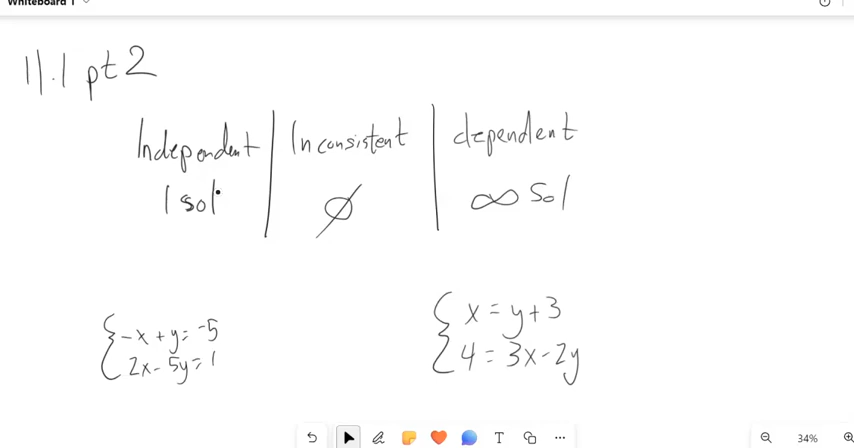 Whiteboard 1
11.1 pt 2
Independent | Inconsistent | dependent
1 sol. | ∅ | ∞ sol
{ -x + y = -5
2x - 5y = 1
{ x = y + 3
4 = 3x - 2y
T
34%